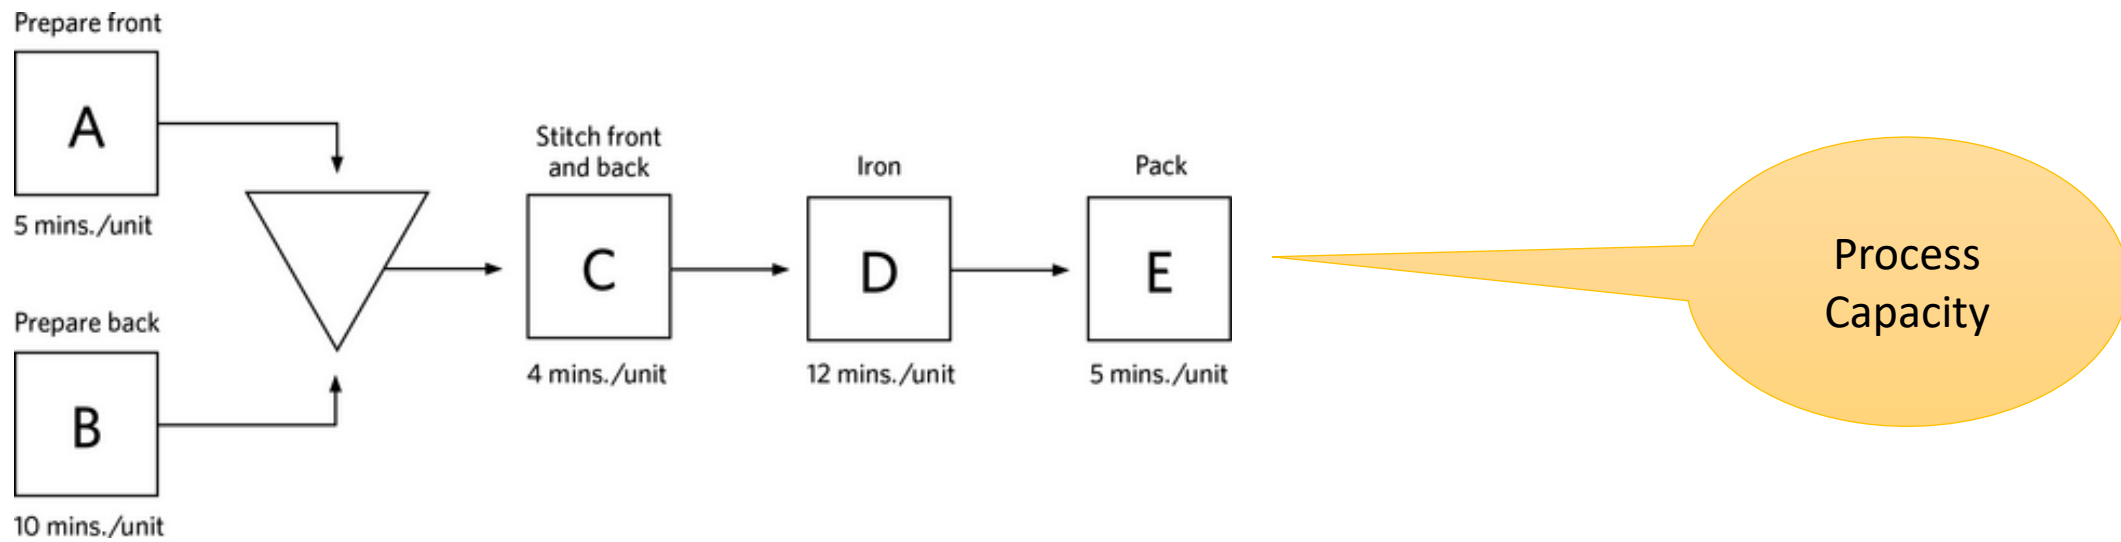 Prepare front
A
5 mins./unit
Prepare back
B
10 mins./unit
Stitch front
and back
C
4 mins./unit
Iron
D
12 mins./unit
Pack
E
5 mins./unit
Process
Capacity